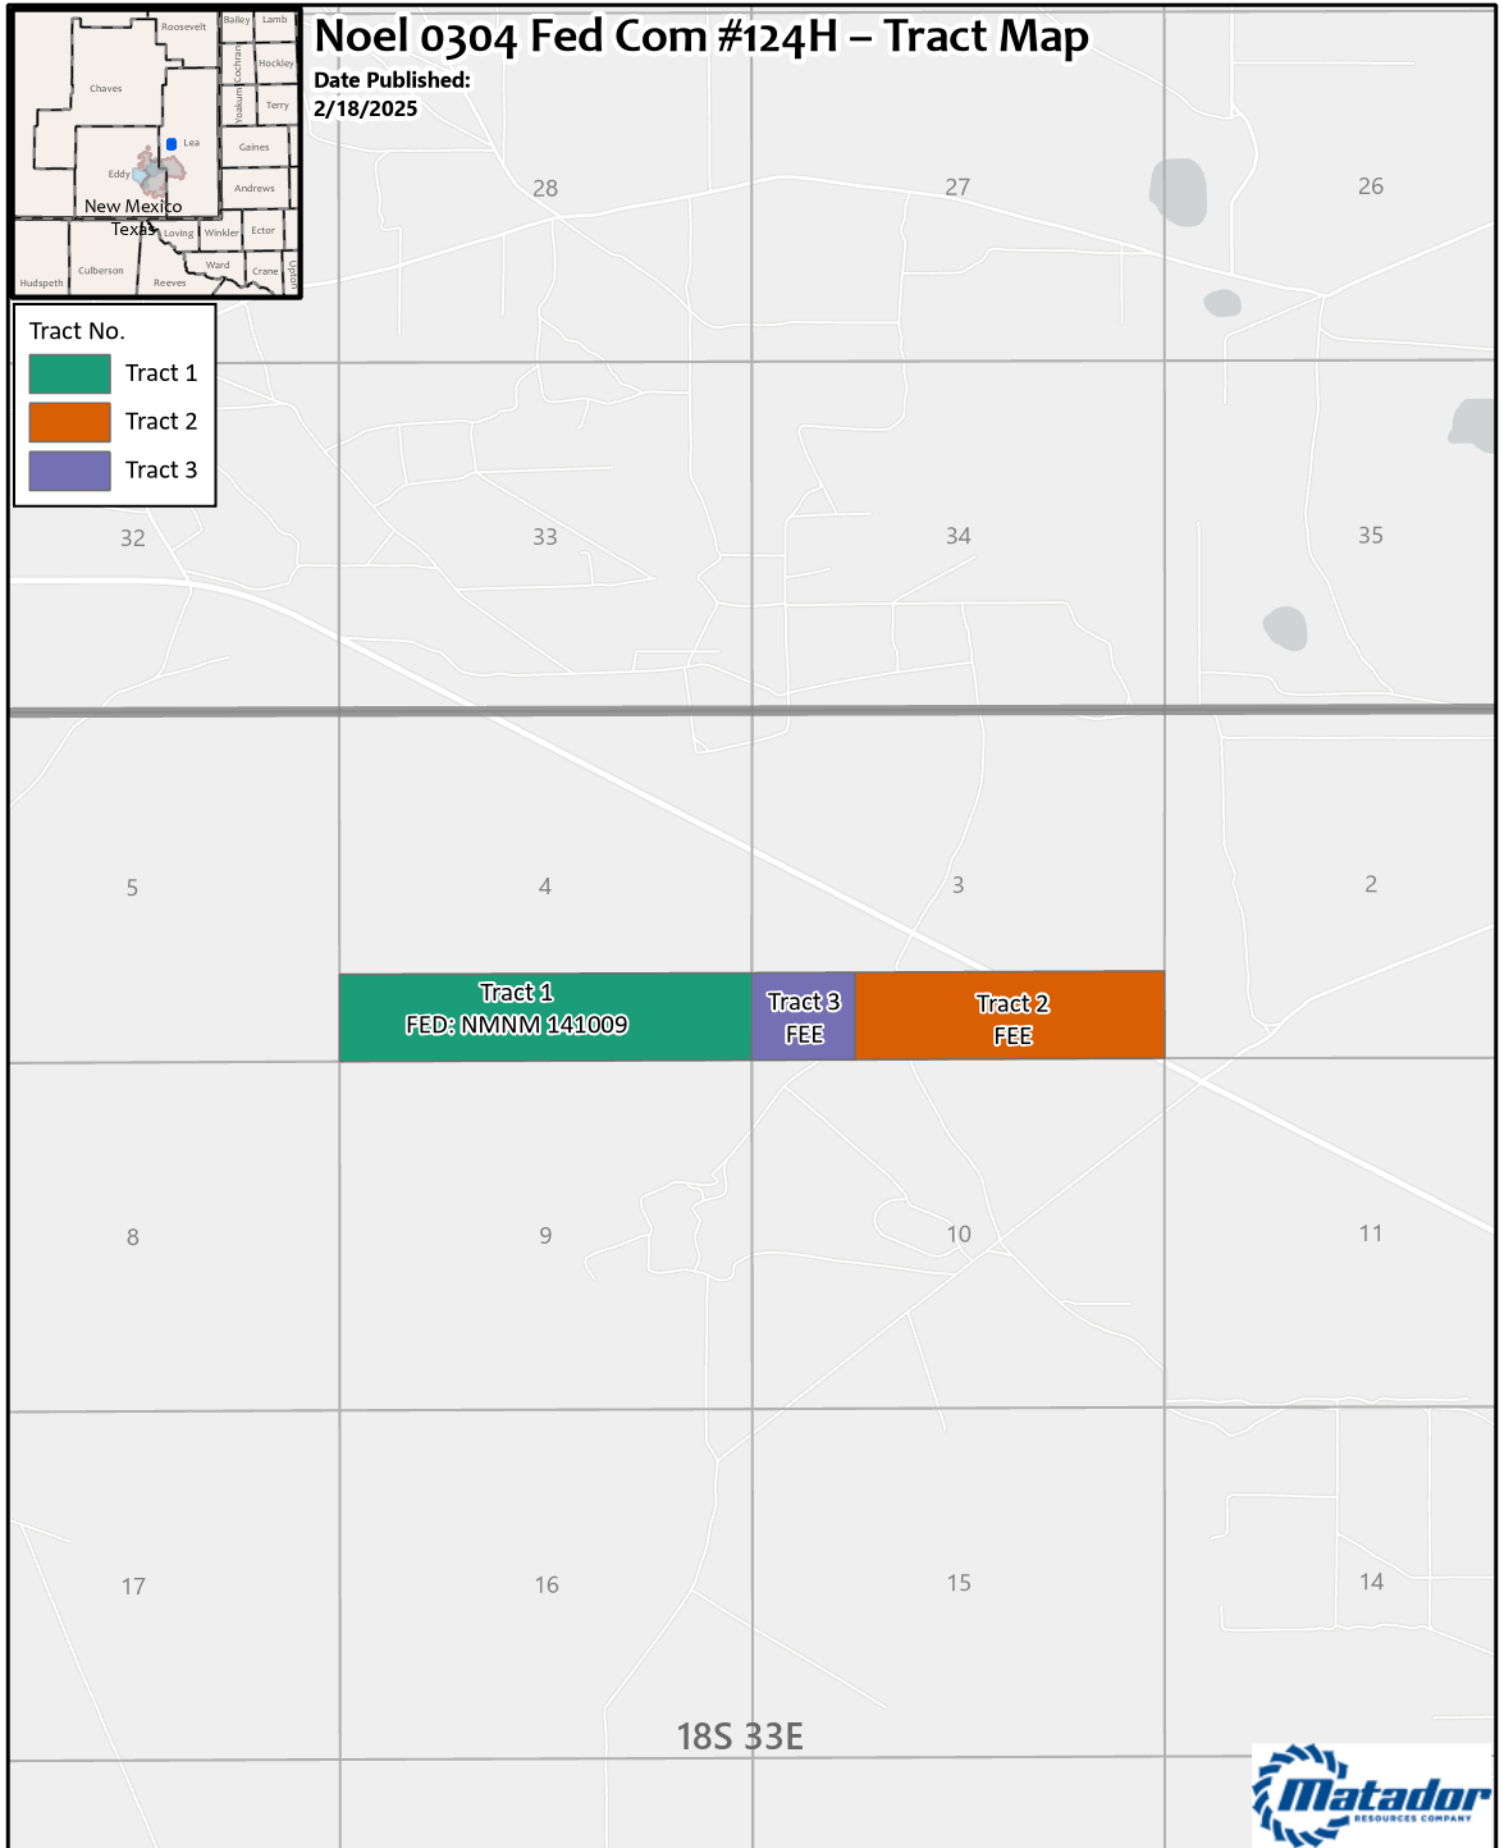 Noel 0304 Fed Com #124H – Tract Map
Date Published:
2/18/2025
Roosevelt
Bailey
Lamb
Chaves
Cochran
Hockley
Yoakum
Terry
Lea
Gaines
Eddy
Andrews
New Mexico
Texas
Loving
Winkler
Ector
Ward
Crane
Upton
Culberson
Hudspeth
Reeves
Tract No.
Tract 1
Tract 2
Tract 3
28
27
26
32
33
34
35
5
4
3
2
Tract 1
FED: NMNM 141009
Tract 3
FEE
Tract 2
FEE
8
9
10
11
17
16
15
14
18S 33E
Matador
RESOURCES COMPANY